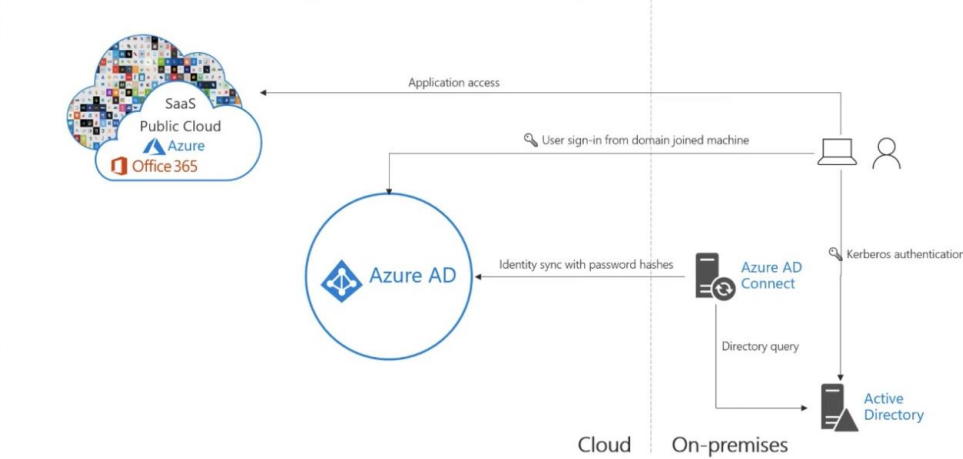 Application access
SaaS
Public Cloud
Azure
Office 365
User sign-in from domain joined machine
Kerberos authentication
Identity sync with password hashes
Azure AD
Azure AD
Connect
Directory query
Active
Directory
Cloud
On-premises